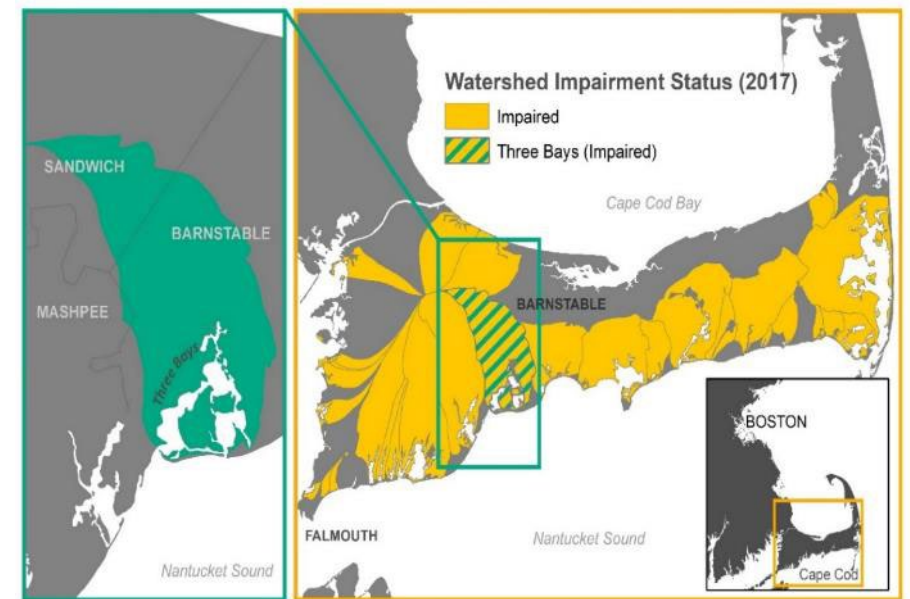 SANDWICH
BARNSTABLE
MASHPEE
Three Bays
Nantucket Sound
Watershed Impairment Status (2017)
Impaired
Three Bays (Impaired)
Cape Cod Bay
BARNSTABLE
FALMOUTH
Nantucket Sound
BOSTON
Cape Cod